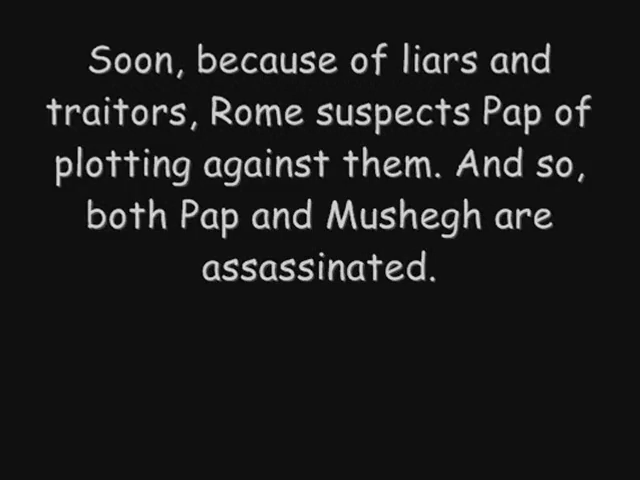 Soon, because of liars and
traitors, Rome suspects Pap of
plotting against them. And so,
both Pap and Mushegh are
assassinated.